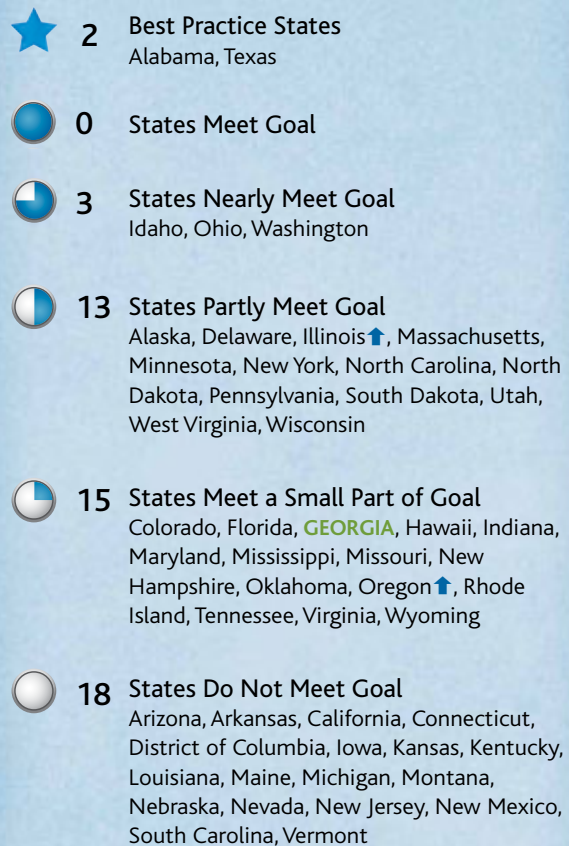 2 Best Practice States
Alabama, Texas
0 States Meet Goal
3 States Nearly Meet Goal
Idaho, Ohio, Washington
13 States Partly Meet Goal
Alaska, Delaware, Illinois⬆, Massachusetts,
Minnesota, New York, North Carolina, North
Dakota, Pennsylvania, South Dakota, Utah,
West Virginia, Wisconsin
15 States Meet a Small Part of Goal
Colorado, Florida, GEORGIA, Hawaii, Indiana,
Maryland, Mississippi, Missouri, New
Hampshire, Oklahoma, Oregon⬆, Rhode
Island, Tennessee, Virginia, Wyoming
18 States Do Not Meet Goal
Arizona, Arkansas, California, Connecticut,
District of Columbia, Iowa, Kansas, Kentucky,
Louisiana, Maine, Michigan, Montana,
Nebraska, Nevada, New Jersey, New Mexico,
South Carolina, Vermont